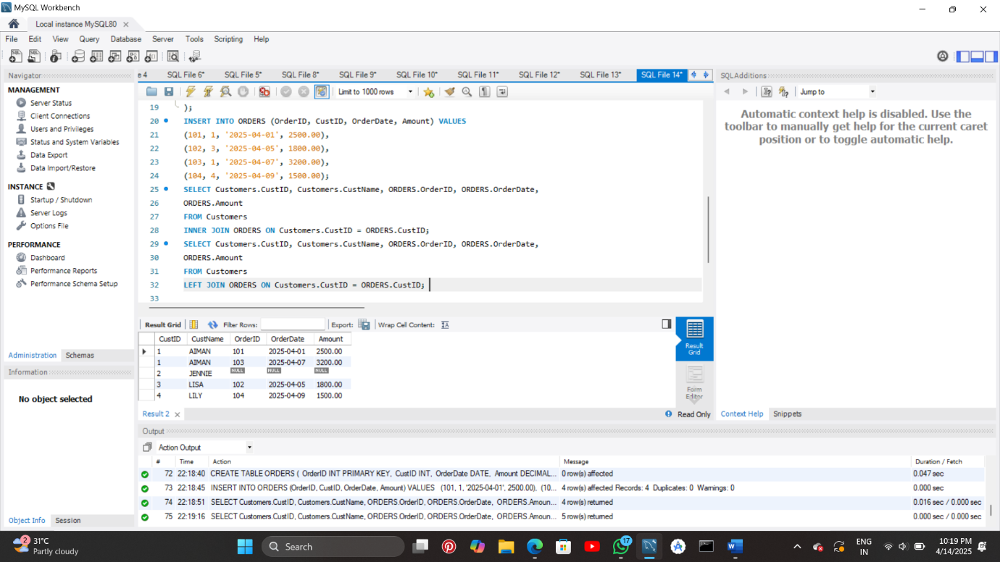 MySQL Workbench
Local instance MySQL80
File Edit View Query Database Server Tools Scripting Help
Navigator
MANAGEMENT
Server Status
Client Connections
Users and Privileges
Status and System Variables
Data Export
Data Import/Restore
INSTANCE
Startup / Shutdown
Server Logs
Options File
PERFORMANCE
Dashboard
Performance Reports
Performance Schema Setup
Administration Schemas
Information
No object selected
Object Info Session
e 4 SQL File 6* SQL File 5* SQL File 8* SQL File 9* SQL File 10* SQL File 11* SQL File 12* SQL File 13* SQL File 14*
Limit to 1000 rows
19 );
20 INSERT INTO ORDERS (OrderID, CustID, OrderDate, Amount) VALUES
21 (101, 1, '2025-04-01', 2500.00),
22 (102, 3, '2025-04-05', 1800.00),
23 (103, 1, '2025-04-07', 3200.00),
24 (104, 4, '2025-04-09', 1500.00);
25 SELECT Customers.CustID, Customers.CustName, ORDERS.OrderID, ORDERS.OrderDate,
26 ORDERS.Amount
27 FROM Customers
28 INNER JOIN ORDERS ON Customers.CustID = ORDERS.CustID;
29 SELECT Customers.CustID, Customers.CustName, ORDERS.OrderID, ORDERS.OrderDate,
30 ORDERS.Amount
31 FROM Customers
32 LEFT JOIN ORDERS ON Customers.CustID = ORDERS.CustID;
33
Result Grid Filter Rows: Export: Wrap Cell Content:
CustID CustName OrderID OrderDate Amount
1 AIMAN 101 2025-04-01 2500.00
1 AIMAN 103 2025-04-07 3200.00
2 JENNIE NULL NULL NULL
3 LISA 102 2025-04-05 1800.00
4 LILY 104 2025-04-09 1500.00
Result Grid
Form Editor
Result 2
Read Only
SQLAdditions
Jump to
Automatic context help is disabled. Use the
toolbar to manually get help for the current caret
position or to toggle automatic help.
Context Help Snippets
Output
Action Output
# Time Action Message Duration / Fetch
72 22:18:40 CREATE TABLE ORDERS ( OrderID INT PRIMARY KEY, CustID INT, OrderDate DATE, Amount DECIMAL... 0 row(s) affected 0.047 sec
73 22:18:45 INSERT INTO ORDERS (OrderID, CustID, OrderDate, Amount) VALUES (101, 1, '2025-04-01', 2500.00), (10... 4 row(s) affected Records: 4 Duplicates: 0 Warnings: 0
74 22:18:51 SELECT Customers.CustID, Customers.CustName, ORDERS.OrderID, ORDERS.OrderDate, ORDERS.Amoun... 4 row(s) returned 0.016 sec / 0.000 sec
75 22:19:16 SELECT Customers.CustID, Customers.CustName, ORDERS.OrderID, ORDERS.OrderDate, ORDERS.Amoun... 5 row(s) returned 0.000 sec / 0.000 sec
2 31°C
Partly cloudy
Search
17
ENG
IN
10:19 PM
4/14/2025